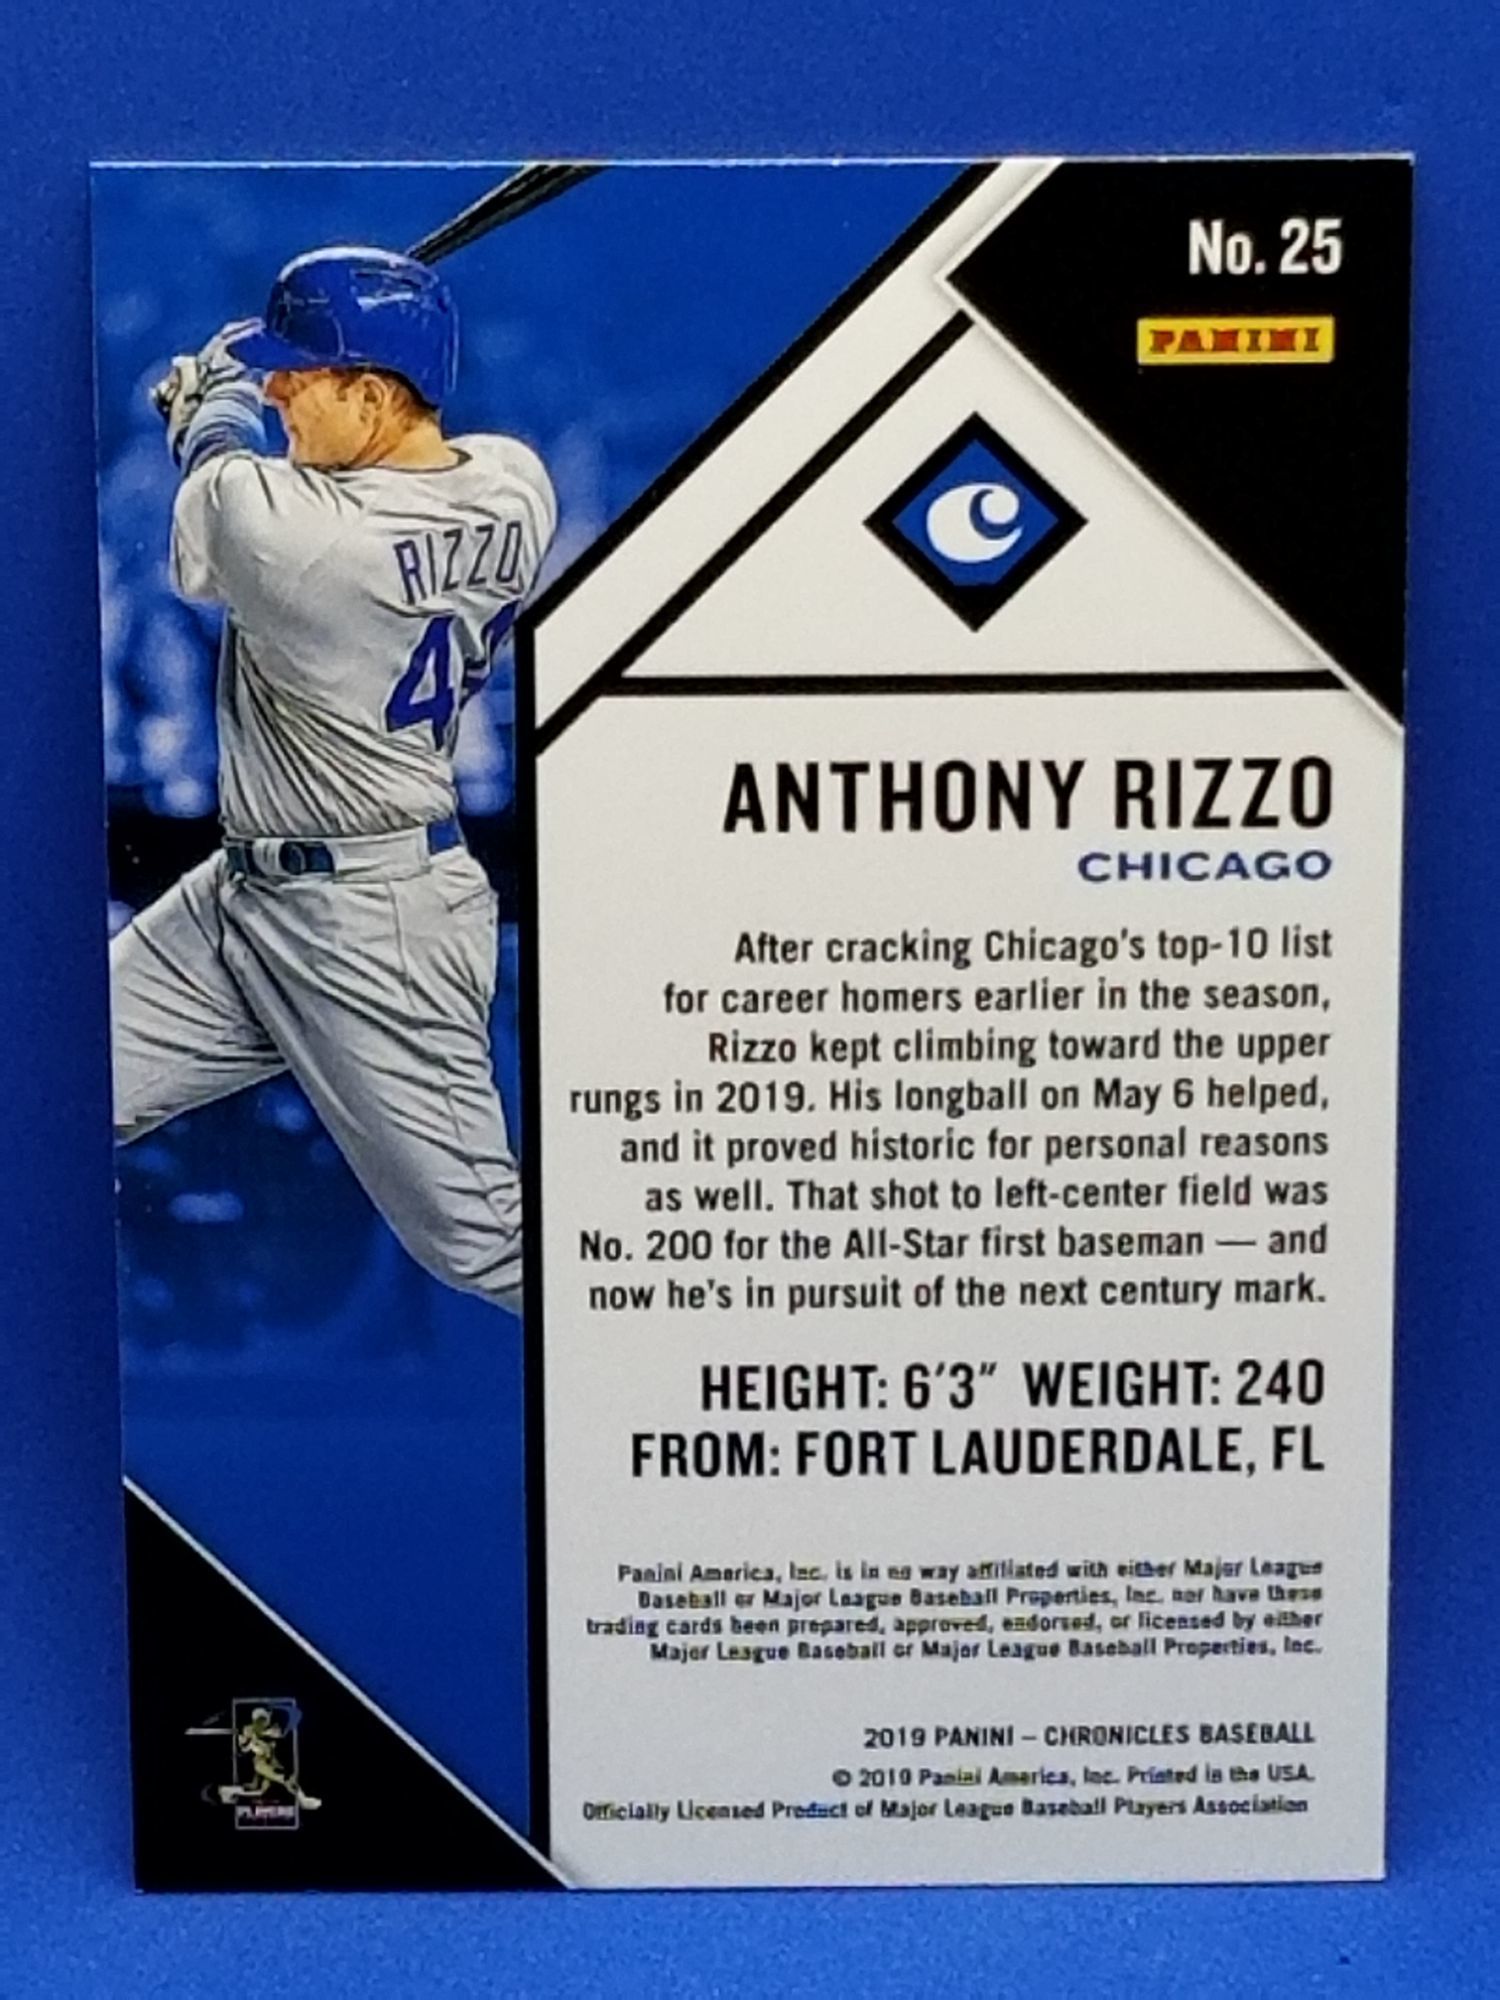 No. 25
PANINI
C
RIZZO
44
ANTHONY RIZZO
CHICAGO
After cracking Chicago's top-10 list
for career homers earlier in the season,
Rizzo kept climbing toward the upper
rungs in 2019. His longball on May 6 helped,
and it proved historic for personal reasons
as well. That shot to left-center field was
No. 200 for the All-Star first baseman — and
now he's in pursuit of the next century mark.
HEIGHT: 6'3" WEIGHT: 240
FROM: FORT LAUDERDALE, FL
Panini America, Inc. is in no way affiliated with either Major League
Baseball or Major League Baseball Properties, Inc. nor have these
trading cards been prepared, approved, endorsed, or licensed by either
Major League Baseball or Major League Baseball Properties, Inc.
2019 PANINI – CHRONICLES BASEBALL
© 2019 Panini America, Inc. Printed in the USA.
Officially Licensed Product of Major League Baseball Players Association
PLAYERS